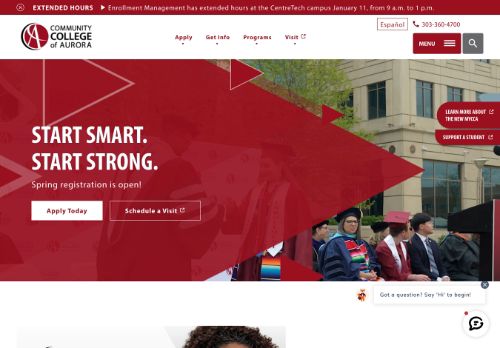 EXTENDED HOURS ▶ Enrollment Management has extended hours at the CentreTech campus January 11, from 9 a.m. to 1 p.m.
Español
303-360-4700
CA
COMMUNITY
COLLEGE
of AURORA
Apply
Get Info
Programs
Visit
MENU
LEARN MORE ABOUT
THE NEW MYCCA
SUPPORT A STUDENT
START SMART.
START STRONG.
Spring registration is open!
Apply Today
Schedule a Visit
Got a question? Say 'Hi' to begin!